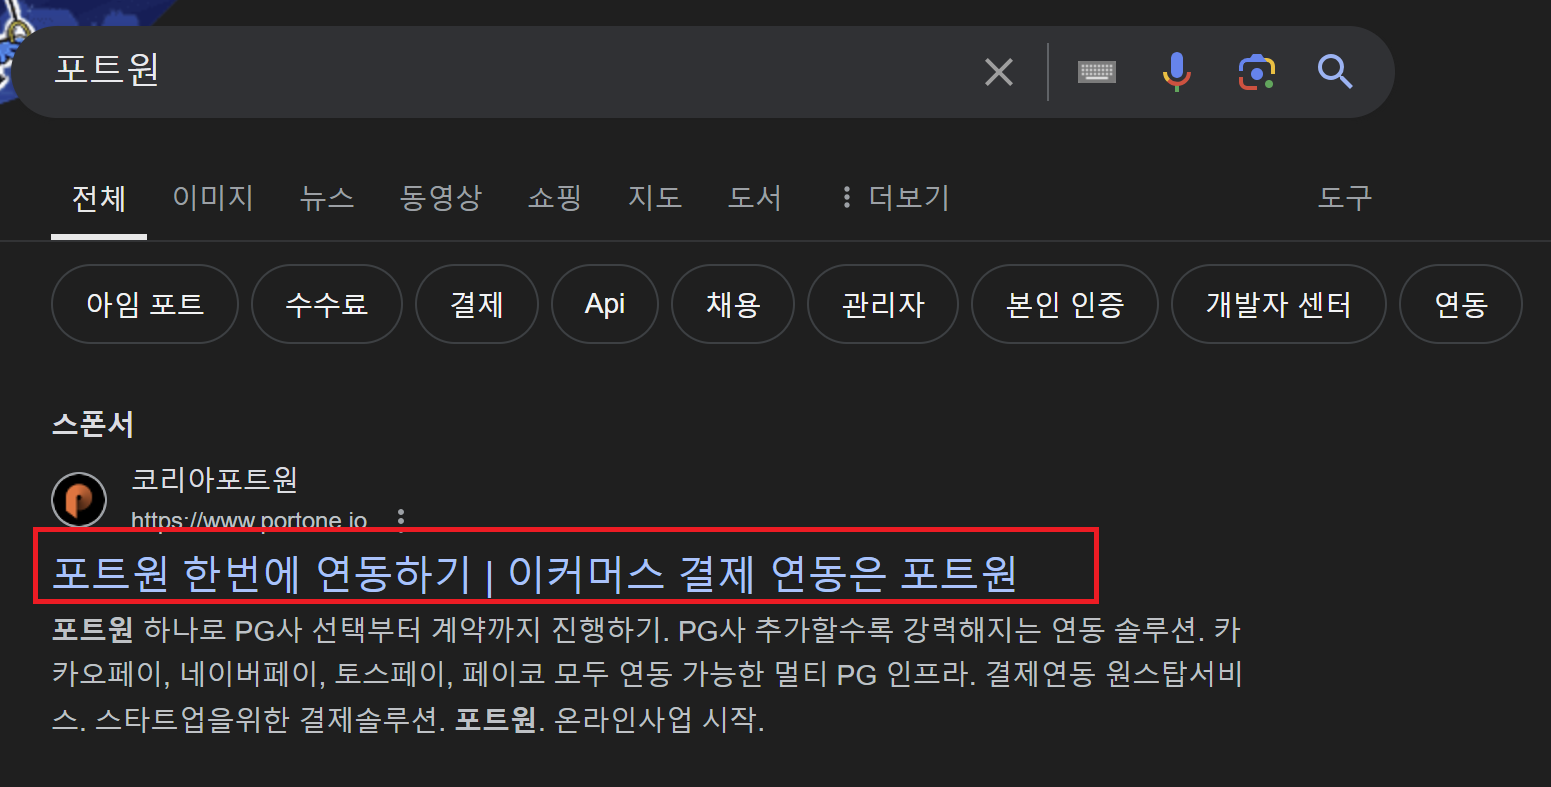 포트원
전체 이미지 뉴스 동영상 쇼핑 지도 도서 더보기 도구
아임 포트 수수료 결제 Api 채용 관리자 본인 인증 개발자 센터 연동
스폰서
코리아포트원
https://www.portone.io
포트원 한번에 연동하기 | 이커머스 결제 연동은 포트원
포트원 하나로 PG사 선택부터 계약까지 진행하기. PG사 추가할수록 강력해지는 연동 솔루션. 카
카오페이, 네이버페이, 토스페이, 페이코 모두 연동 가능한 멀티 PG 인프라. 결제연동 원스탑서비
스. 스타트업을위한 결제솔루션. 포트원. 온라인사업 시작.